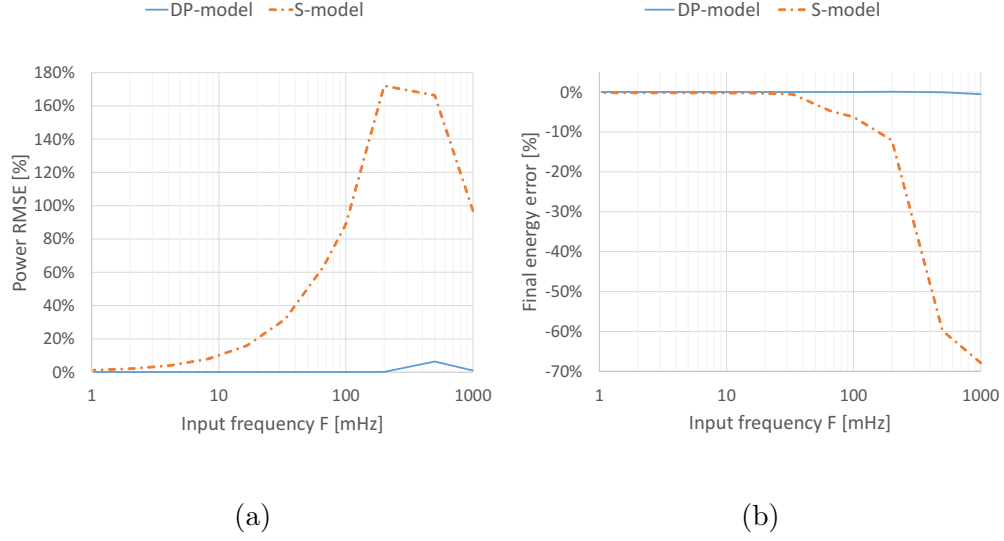 DP-model S-model
180%
160%
140%
120%
100%
80%
60%
40%
20%
0%
Power RMSE [%]
1 10 100 1000
Input frequency F [mHz]
(a)
DP-model S-model
0%
-10%
-20%
-30%
-40%
-50%
-60%
-70%
Final energy error [%]
1 10 100 1000
Input frequency F [mHz]
(b)